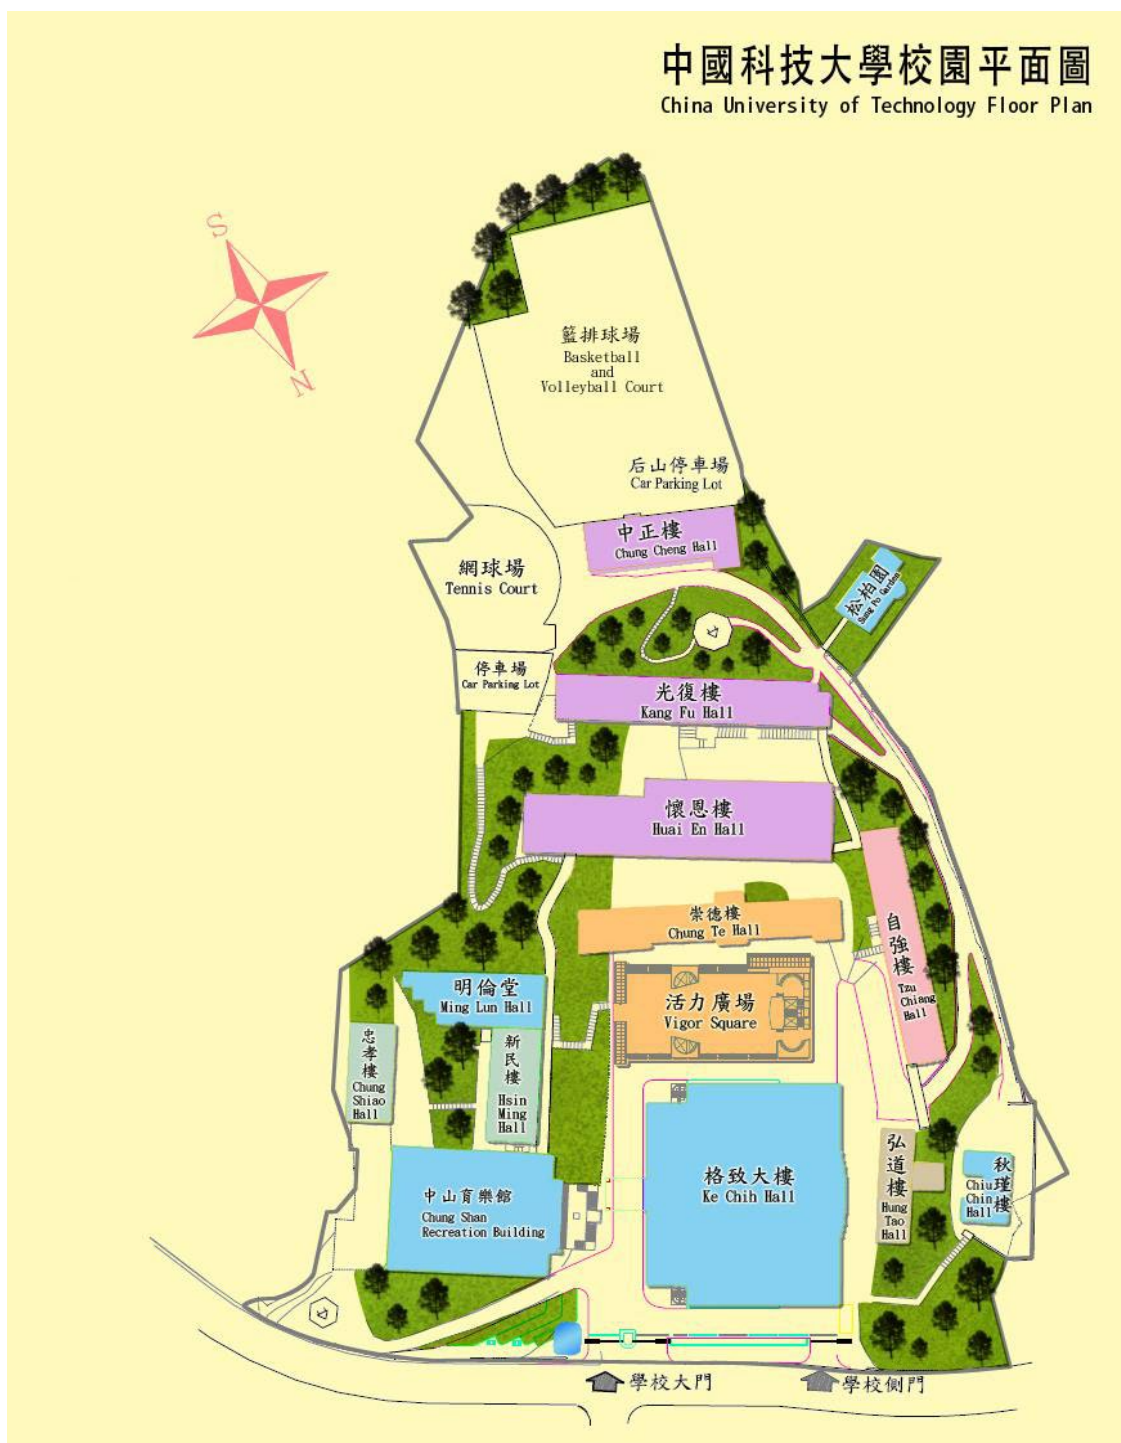 中國科技大學校園平面圖
China University of Technology Floor Plan
S
N
籃排球場
Basketball
and
Volleyball Court
后山停車場
Car Parking Lot
中正樓
Chung Cheng Hall
網球場
Tennis Court
松柏園
Sung Po Garden
停車場
Car Parking Lot
光復樓
Kang Fu Hall
懷恩樓
Huai En Hall
崇德樓
Chung Te Hall
自強樓
Tzu
Chiang
Hall
明倫堂
Ming Lun Hall
活力廣場
Vigor Square
忠孝樓
Chung
Shiao
Hall
新民樓
Hsin
Ming
Hall
弘道樓
Hung
Tao
Hall
秋瑾樓
Chiu
Chin
Hall
格致大樓
Ke Chih Hall
中山育樂館
Chung Shan
Recreation Building
學校大門
學校側門